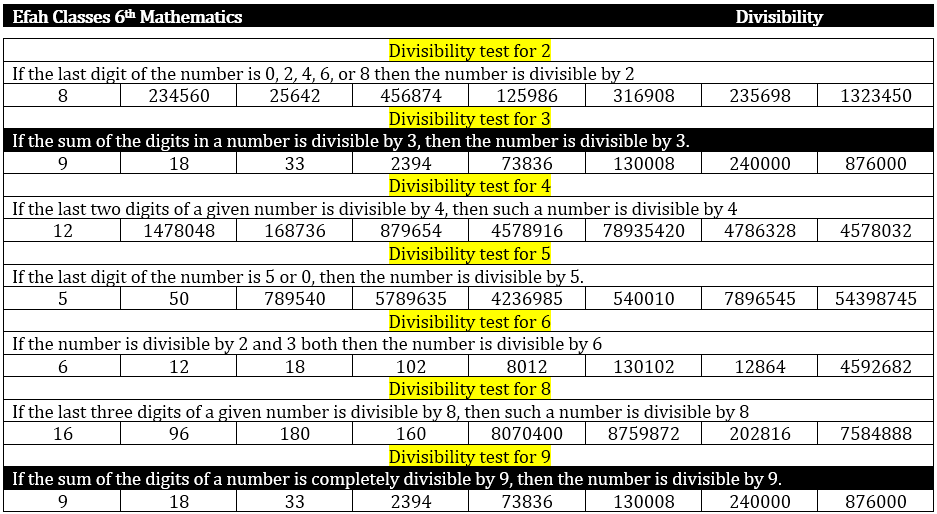 Efah Classes 6th Mathematics Divisibility
Divisibility test for 2
If the last digit of the number is 0, 2, 4, 6, or 8 then the number is divisible by 2
8 234560 25642 456874 125986 316908 235698 1323450
Divisibility test for 3
If the sum of the digits in a number is divisible by 3, then the number is divisible by 3.
9 18 33 2394 73836 130008 240000 876000
Divisibility test for 4
If the last two digits of a given number is divisible by 4, then such a number is divisible by 4
12 1478048 168736 879654 4578916 78935420 4786328 4578032
Divisibility test for 5
If the last digit of the number is 5 or 0, then the number is divisible by 5.
5 50 789540 5789635 4236985 540010 7896545 54398745
Divisibility test for 6
If the number is divisible by 2 and 3 both then the number is divisible by 6
6 12 18 102 8012 130102 12864 4592682
Divisibility test for 8
If the last three digits of a given number is divisible by 8, then such a number is divisible by 8
16 96 180 160 8070400 8759872 202816 7584888
Divisibility test for 9
If the sum of the digits of a number is completely divisible by 9, then the number is divisible by 9.
9 18 33 2394 73836 130008 240000 876000